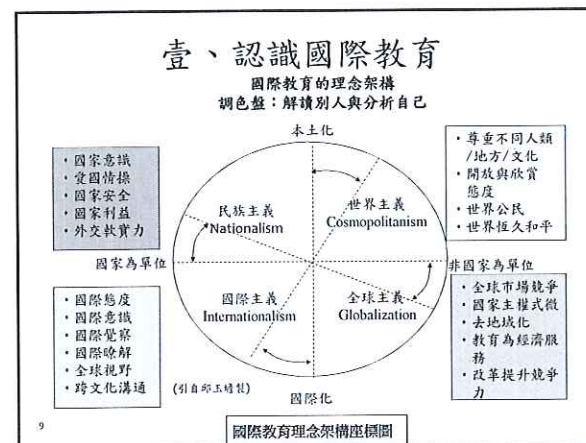 壹、認識國際教育
國際教育的理念架構
調色盤：解讀別人與分析自己
本土化
・國家意識
・愛國情操
・國家安全
・國家利益
・外交軟實力
・尊重不同人類
/地方/文化
・開放與欣賞
態度
・世界公民
・世界恆久和平
民族主義
Nationalism
世界主義
Cosmopolitanism
國家為單位
非國家為單位
國際主義
Internationalism
全球主義
Globalization
・國際態度
・國際意識
・國際覺察
・國際瞭解
・全球視野
・跨文化溝通
・全球市場競爭
・國家主權式微
・去地域化
・教育為經濟服
務
・改革提升競爭
力
(引自邱玉蟾製)
國際化
9
國際教育理念架構座標圖